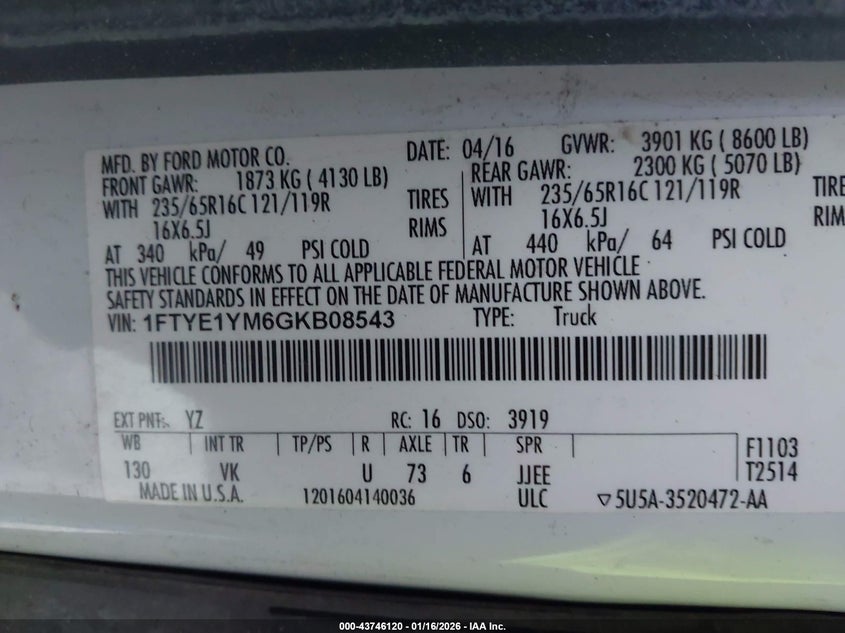 MFD. BY FORD MOTOR CO. DATE: 04/16 GVWR: 3901 KG ( 8600 LB)
FRONT GAWR: 1873 KG ( 4130 LB) REAR GAWR: 2300 KG ( 5070 LB)
WITH 235/65R16C 121/119R TIRES WITH 235/65R16C 121/119R TIRE
16X6.5J RIMS 16X6.5J RIM
AT 340 kPa/ 49 PSI COLD AT 440 kPa/ 64 PSI COLD
THIS VEHICLE CONFORMS TO ALL APPLICABLE FEDERAL MOTOR VEHICLE
SAFETY STANDARDS IN EFFECT ON THE DATE OF MANUFACTURE SHOWN ABOVE.
VIN: 1FTYE1YM6GKB08543 TYPE: Truck
EXT PNT: YZ RC: 16 DSO: 3919
WB INT TR TP/PS R AXLE TR SPR F1103
130 VK U 73 6 JJEE T2514
MADE IN U.S.A. 1201604140036 ULC ▽5U5A-3520472-AA
000-43746120 - 01/16/2026 - IAA Inc.